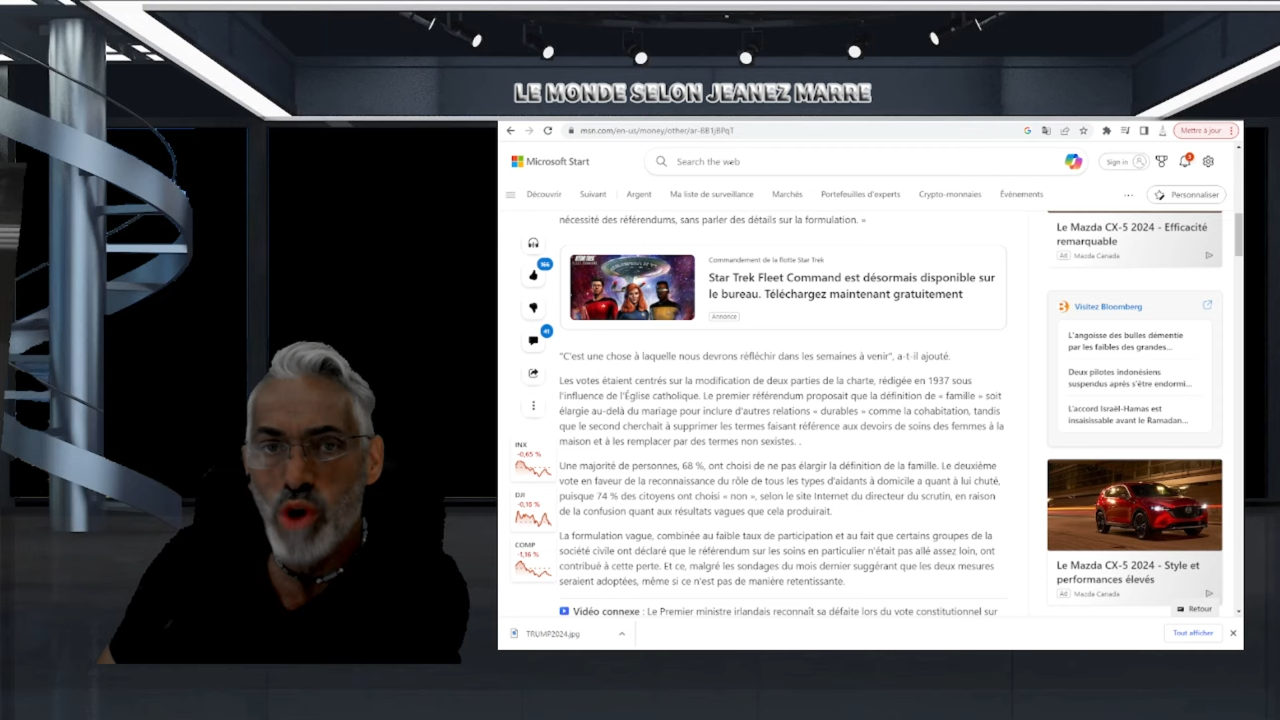 LE MONDE SELON JEANEZ MARRE
msn.com/en-us/money/other/ar-BB1jBPqT
Mettre à jour
Microsoft Start
Search the web
Sign in
Découvrir Suivant Argent Ma liste de surveillance Marchés Portefeuilles d'experts Crypto-monnaies Événements ... Personnaliser
nécessité des référendums, sans parler des détails sur la formulation. »
166
41
Commandement de la flotte Star Trek
Star Trek Fleet Command est désormais disponible sur
le bureau. Téléchargez maintenant gratuitement
Annonce
"C'est une chose à laquelle nous devrons réfléchir dans les semaines à venir", a-t-il ajouté.
Les votes étaient centrés sur la modification de deux parties de la charte, rédigée en 1937 sous
l'influence de l'Église catholique. Le premier référendum proposait que la définition de « famille » soit
élargie au-delà du mariage pour inclure d'autres relations « durables » comme la cohabitation, tandis
que le second cherchait à supprimer les termes faisant référence aux devoirs de soins des femmes à la
maison et à les remplacer par des termes non sexistes. .
Une majorité de personnes, 68 %, ont choisi de ne pas élargir la définition de la famille. Le deuxième
vote en faveur de la reconnaissance du rôle de tous les types d'aidants à domicile a quant à lui chuté,
puisque 74 % des citoyens ont choisi « non », selon le site Internet du directeur du scrutin, en raison
de la confusion quant aux résultats vagues que cela produirait.
La formulation vague, combinée au faible taux de participation et au fait que certains groupes de la
société civile ont déclaré que le référendum sur les soins en particulier n'était pas allé assez loin, ont
contribué à cette perte. Et ce, malgré les sondages du mois dernier suggérant que les deux mesures
seraient adoptées, même si ce n'est pas de manière retentissante.
Vidéo connexe : Le Premier ministre irlandais reconnaît sa défaite lors du vote constitutionnel sur
INX
-0,65 %
DJI
-0,18 %
COMP
-1,16 %
Le Mazda CX-5 2024 - Efficacité
remarquable
Ad Mazda Canada
Visitez Bloomberg
L'angoisse des bulles démentie
par les faibles des grandes...
Deux pilotes indonésiens
suspendus après s'être endormi...
L'accord Israël-Hamas est
insaisissable avant le Ramadan...
Le Mazda CX-5 2024 - Style et
performances élevés
Ad Mazda Canada
Retour
TRUMP2024.jpg
Tout afficher